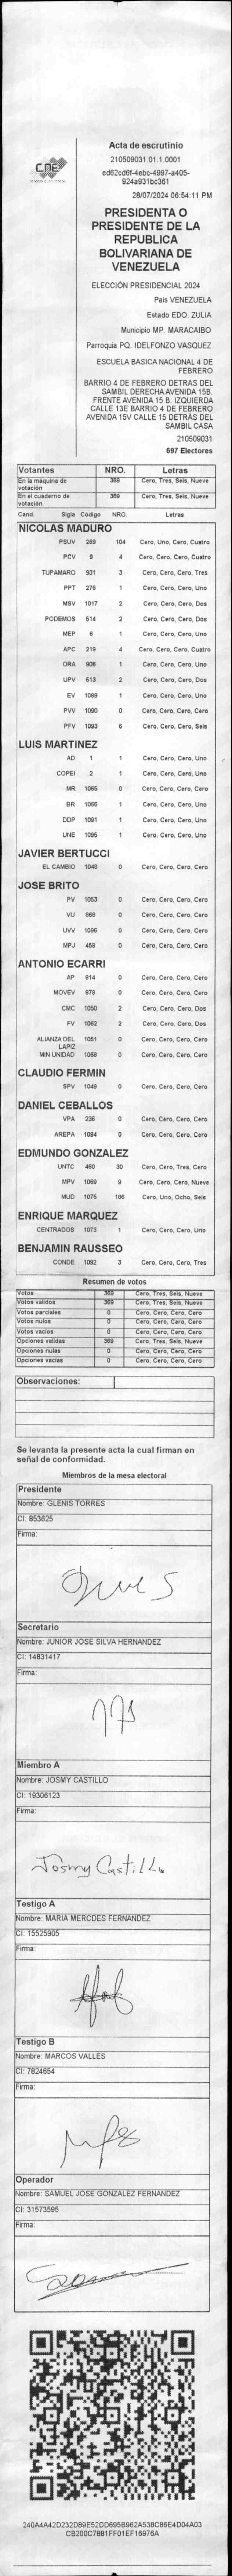 Acta de escrutinio
210509031.01.1.0001
ed62cd6f-4ebc-4997-a405-
924a931bc361
CNE
28/07/2024 06:54:11 PM
PRESIDENTA O
PRESIDENTE DE LA
REPUBLICA
BOLIVARIANA DE
VENEZUELA
ELECCIÓN PRESIDENCIAL 2024
País VENEZUELA
Estado EDO. ZULIA
Municipio MP. MARACAIBO
Parroquia PQ. IDELFONZO VASQUEZ
ESCUELA BASICA NACIONAL 4 DE
FEBRERO
BARRIO 4 DE FEBRERO DETRAS DEL
SAMBIL DERECHA AVENIDA 15B.
FRENTE AVENIDA 15 B. IZQUIERDA
CALLE 13E BARRIO 4 DE FEBRERO
AVENIDA 15V CALLE 15 DETRÁS DEL
SAMBIL CASA
210509031
697 Electores
Votantes NRO. Letras
En la máquina de votación 369 Cero, Tres, Seis, Nueve
En el cuaderno de votación 369 Cero, Tres, Seis, Nueve
Cand. Sigla Código NRO. Letras
NICOLAS MADURO
PSUV 269 104 Cero, Uno, Cero, Cuatro
PCV 8 4 Cero, Cero, Cero, Cuatro
TUPAMARO 931 3 Cero, Cero, Cero, Tres
PPT 276 1 Cero, Cero, Cero, Uno
MSV 1017 2 Cero, Cero, Cero, Dos
PODEMOS 514 2 Cero, Cero, Cero, Dos
MEP 6 1 Cero, Cero, Cero, Uno
APC 219 4 Cero, Cero, Cero, Cuatro
ORA 906 1 Cero, Cero, Cero, Uno
UPV 513 2 Cero, Cero, Cero, Dos
EV 1089 1 Cero, Cero, Cero, Uno
PVV 1090 0 Cero, Cero, Cero, Cero
PFV 1093 6 Cero, Cero, Cero, Seis
LUIS MARTINEZ
AD 1 1 Cero, Cero, Cero, Uno
COPEI 2 1 Cero, Cero, Cero, Uno
MR 1065 0 Cero, Cero, Cero, Cero
BR 1066 1 Cero, Cero, Cero, Uno
DDP 1091 1 Cero, Cero, Cero, Uno
UNE 1095 1 Cero, Cero, Cero, Uno
JAVIER BERTUCCI
EL CAMBIO 1048 0 Cero, Cero, Cero, Cero
JOSE BRITO
PV 1053 0 Cero, Cero, Cero, Cero
VU 868 0 Cero, Cero, Cero, Cero
UVV 1096 0 Cero, Cero, Cero, Cero
MPJ 458 0 Cero, Cero, Cero, Cero
ANTONIO ECARRI
AP 814 0 Cero, Cero, Cero, Cero
MOVEV 979 0 Cero, Cero, Cero, Cero
CMC 1050 2 Cero, Cero, Cero, Dos
FV 1062 2 Cero, Cero, Cero, Dos
ALIANZA DEL LAPIZ 1051 0 Cero, Cero, Cero, Cero
MIN UNIDAD 1068 0 Cero, Cero, Cero, Cero
CLAUDIO FERMIN
SPV 1049 0 Cero, Cero, Cero, Cero
DANIEL CEBALLOS
VPA 236 0 Cero, Cero, Cero, Cero
AREPA 1094 0 Cero, Cero, Cero, Cero
EDMUNDO GONZALEZ
UNTC 460 30 Cero, Cero, Tres, Cero
MPV 1069 9 Cero, Cero, Cero, Nueve
MUD 1075 186 Cero, Uno, Ocho, Seis
ENRIQUE MARQUEZ
CENTRADOS 1073 1 Cero, Cero, Cero, Uno
BENJAMIN RAUSSEO
CONDE 1092 3 Cero, Cero, Cero, Tres
Resumen de votos
Votos 369 Cero, Tres, Seis, Nueve
Votos validos 369 Cero, Tres, Seis, Nueve
Votos parciales 0 Cero, Cero, Cero, Cero
Votos nulos 0 Cero, Cero, Cero, Cero
Votos vacios 0 Cero, Cero, Cero, Cero
Opciones validas 369 Cero, Tres, Seis, Nueve
Opciones nulas 0 Cero, Cero, Cero, Cero
Opciones vacias 0 Cero, Cero, Cero, Cero
Observaciones:
Se levanta la presente acta la cual firman en
señal de conformidad.
Miembros de la mesa electoral
Presidente
Nombre: GLENIS TORRES
CI: 853625
Firma:
Secretario
Nombre: JUNIOR JOSE SILVA HERNANDEZ
CI: 14831417
Firma:
Miembro A
Nombre: JOSMY CASTILLO
CI: 19306123
Firma:
Josmy Castillo
Testigo A
Nombre: MARIA MERCDES FERNANDEZ
CI: 15525905
Firma:
Testigo B
Nombre: MARCOS VALLES
CI: 7824654
Firma:
Operador
Nombre: SAMUEL JOSE GONZALEZ FERNANDEZ
CI: 31573595
Firma:
240A4A42D232D89E52DD695B962A538C86E4D04A03
CB200C7881FF01EF16976A